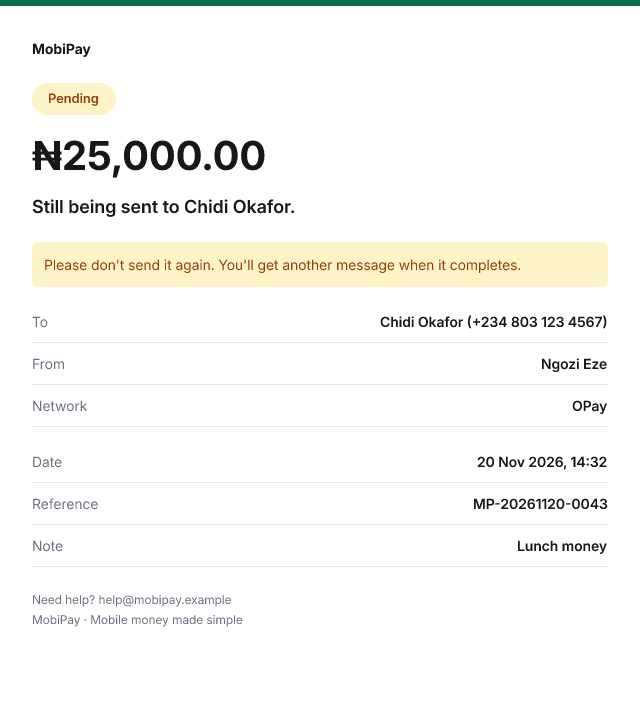 MobiPay
Pending
₦25,000.00
Still being sent to Chidi Okafor.
Please don't send it again. You'll get another message when it completes.
To Chidi Okafor (+234 803 123 4567)
From Ngozi Eze
Network OPay
Date 20 Nov 2026, 14:32
Reference MP-20261120-0043
Note Lunch money
Need help? help@mobipay.example
MobiPay · Mobile money made simple